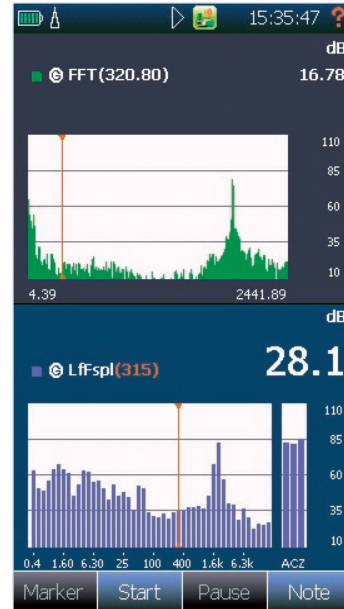 15:35:47 ?
dB
G FFT(320.80) 16.78
110
85
60
35
10
4.39 2441.89
dB
G LfFspl(315) 28.1
110
85
60
35
10
0.4 1.60 6.30 25 100 400 1.6k 6.3k ACZ
Marker Start Pause Note